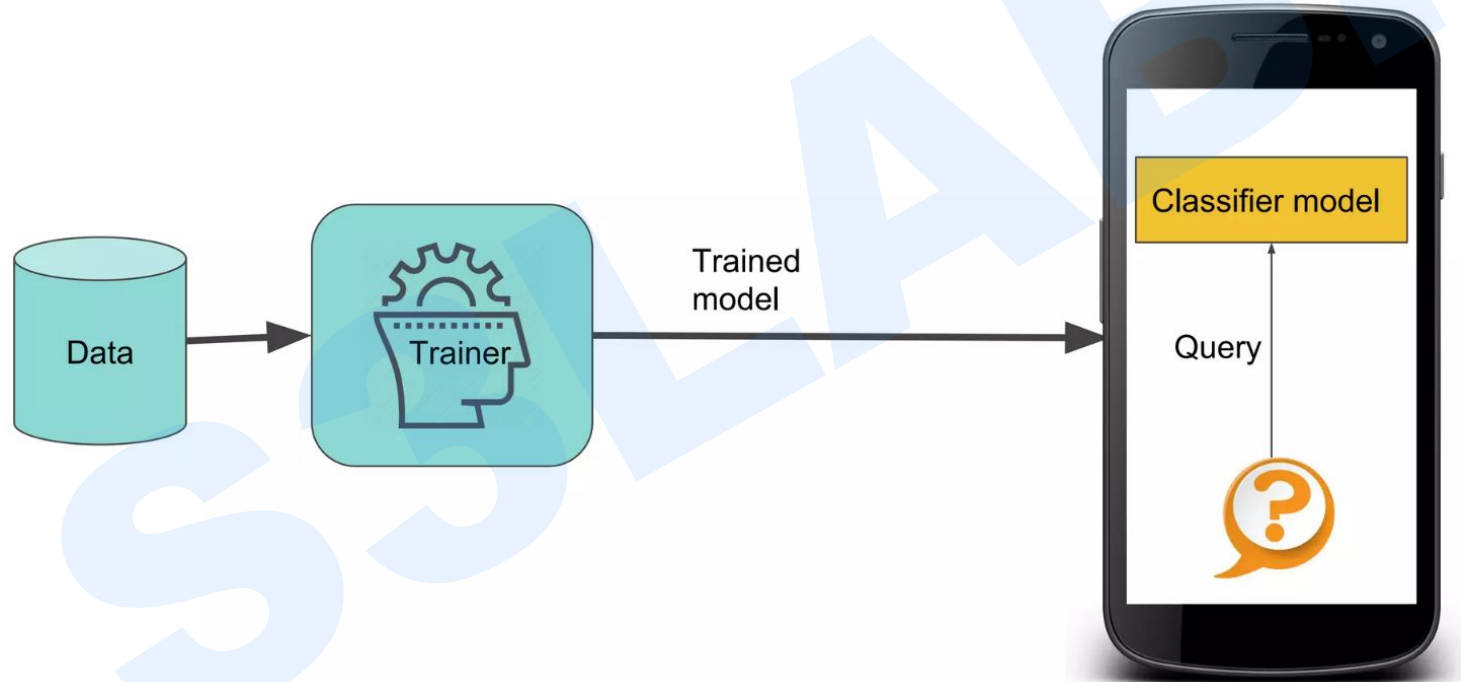 Data
Trainer
Trained
model
Classifier model
Query
?
S3LAB